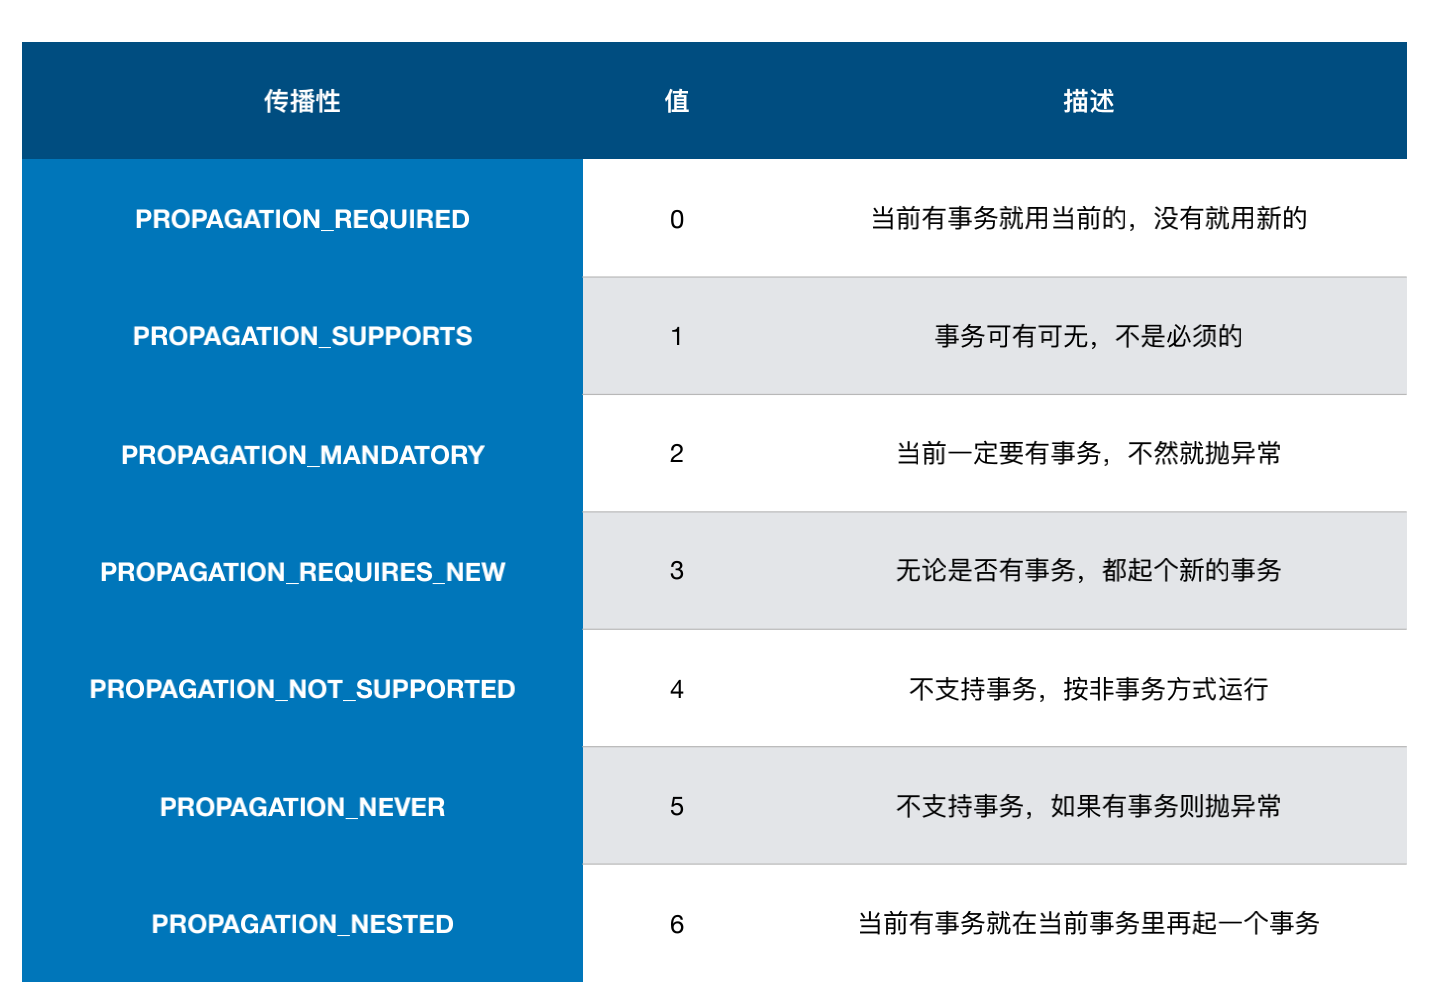 传播性 值 描述
PROPAGATION_REQUIRED 0 当前有事务就用当前的，没有就用新的
PROPAGATION_SUPPORTS 1 事务可有可无，不是必须的
PROPAGATION_MANDATORY 2 当前一定要有事务，不然就抛异常
PROPAGATION_REQUIRES_NEW 3 无论是否有事务，都起个新的事务
PROPAGATION_NOT_SUPPORTED 4 不支持事务，按非事务方式运行
PROPAGATION_NEVER 5 不支持事务，如果有事务则抛异常
PROPAGATION_NESTED 6 当前有事务就在当前事务里再起一个事务